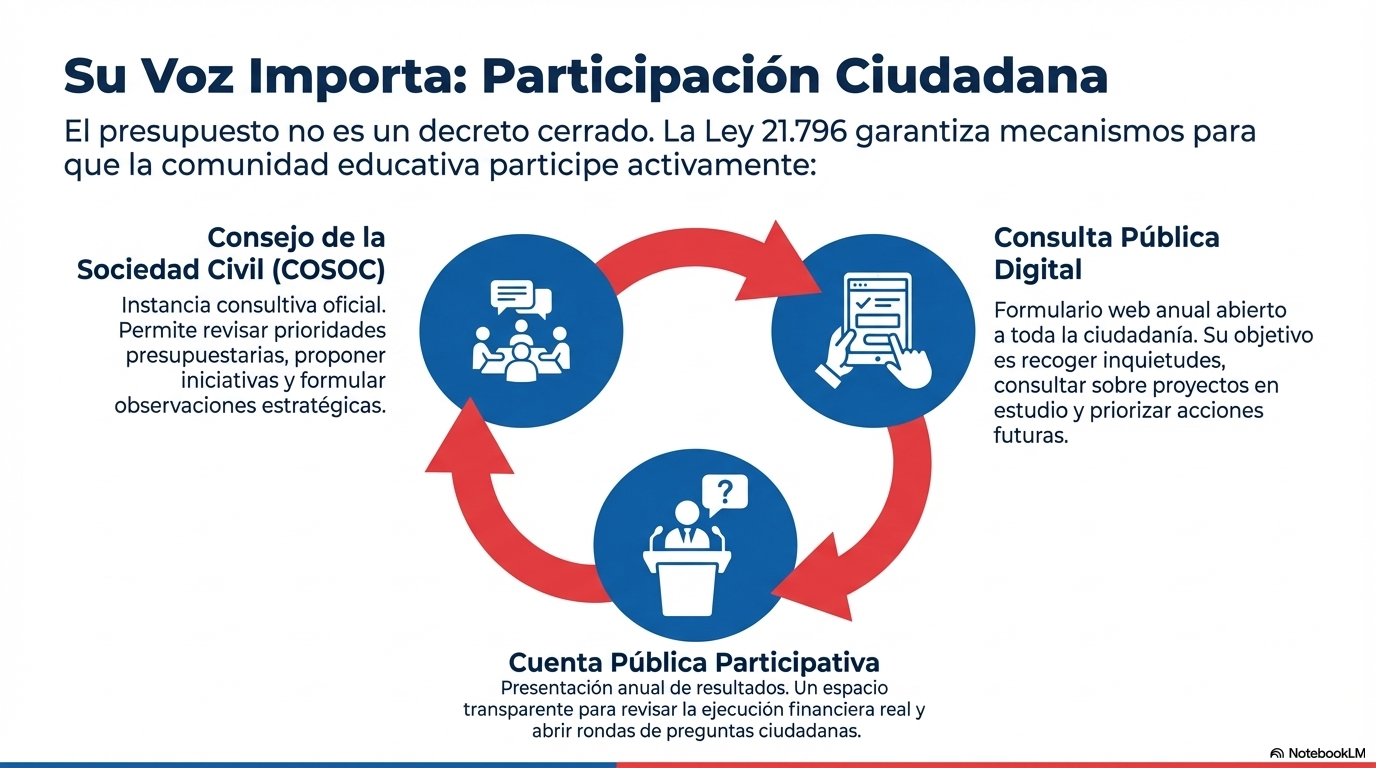 Su Voz Importa: Participación Ciudadana
El presupuesto no es un decreto cerrado. La Ley 21.796 garantiza mecanismos para
que la comunidad educativa participe activamente:
Consejo de la
Sociedad Civil (COSOC)
Instancia consultiva oficial.
Permite revisar prioridades
presupuestarias, proponer
iniciativas y formular
observaciones estratégicas.
Consulta Pública
Digital
Formulario web anual abierto
a toda la ciudadanía. Su objetivo
es recoger inquietudes,
consultar sobre proyectos en
estudio y priorizar acciones
futuras.
?
Cuenta Pública Participativa
Presentación anual de resultados. Un espacio
transparente para revisar la ejecución financiera real y
abrir rondas de preguntas ciudadanas.
NotebookLM